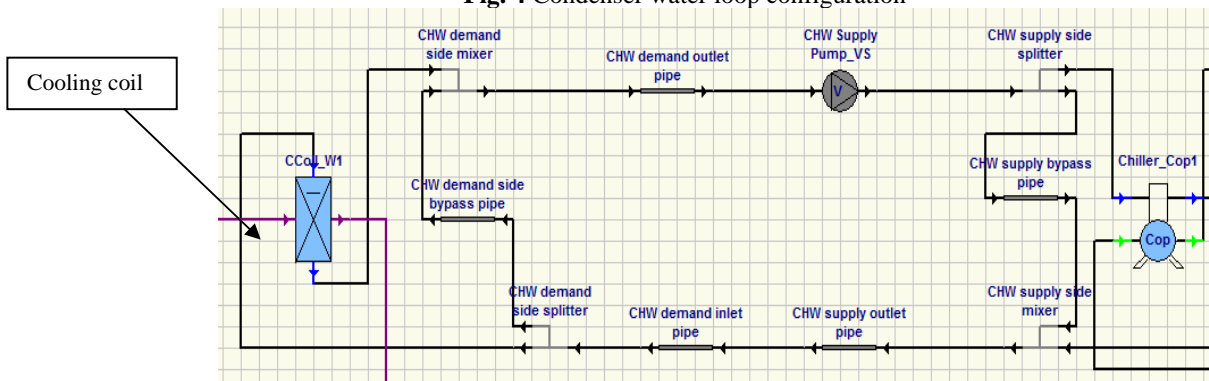 Fig. 4 Condenser water loop configuration
CHW demand
side mixer
CHW demand outlet
pipe
CHW Supply
Pump_VS
CHW supply side
splitter
Cooling coil
V
CCoil_W1
CHW demand side
bypass pipe
CHW supply bypass
pipe
Chiller_Cop1
Cop
CHW demand
side splitter
CHW demand inlet
pipe
CHW supply outlet
pipe
CHW supply side
mixer